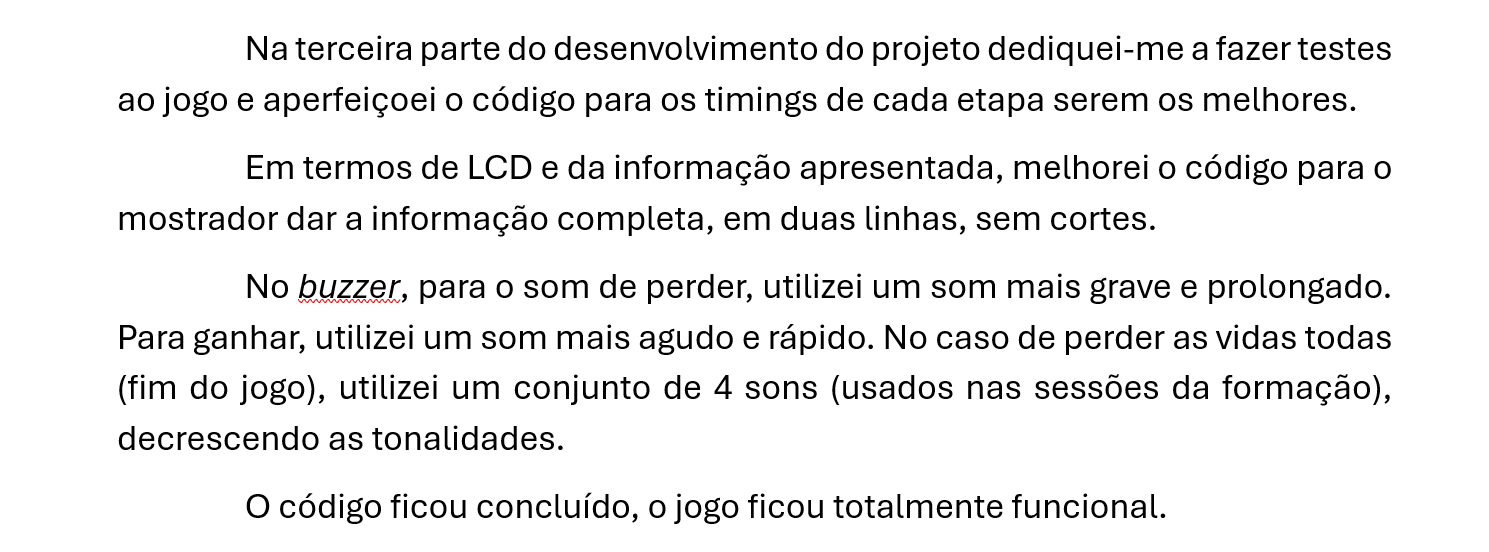 Na terceira parte do desenvolvimento do projeto dediquei-me a fazer testes
ao jogo e aperfeiçoei o código para os timings de cada etapa serem os melhores.
Em termos de LCD e da informação apresentada, melhorei o código para o
mostrador dar a informação completa, em duas linhas, sem cortes.
No buzzer, para o som de perder, utilizei um som mais grave e prolongado.
Para ganhar, utilizei um som mais agudo e rápido. No caso de perder as vidas todas
(fim do jogo), utilizei um conjunto de 4 sons (usados nas sessões da formação),
decrescendo as tonalidades.
O código ficou concluído, o jogo ficou totalmente funcional.